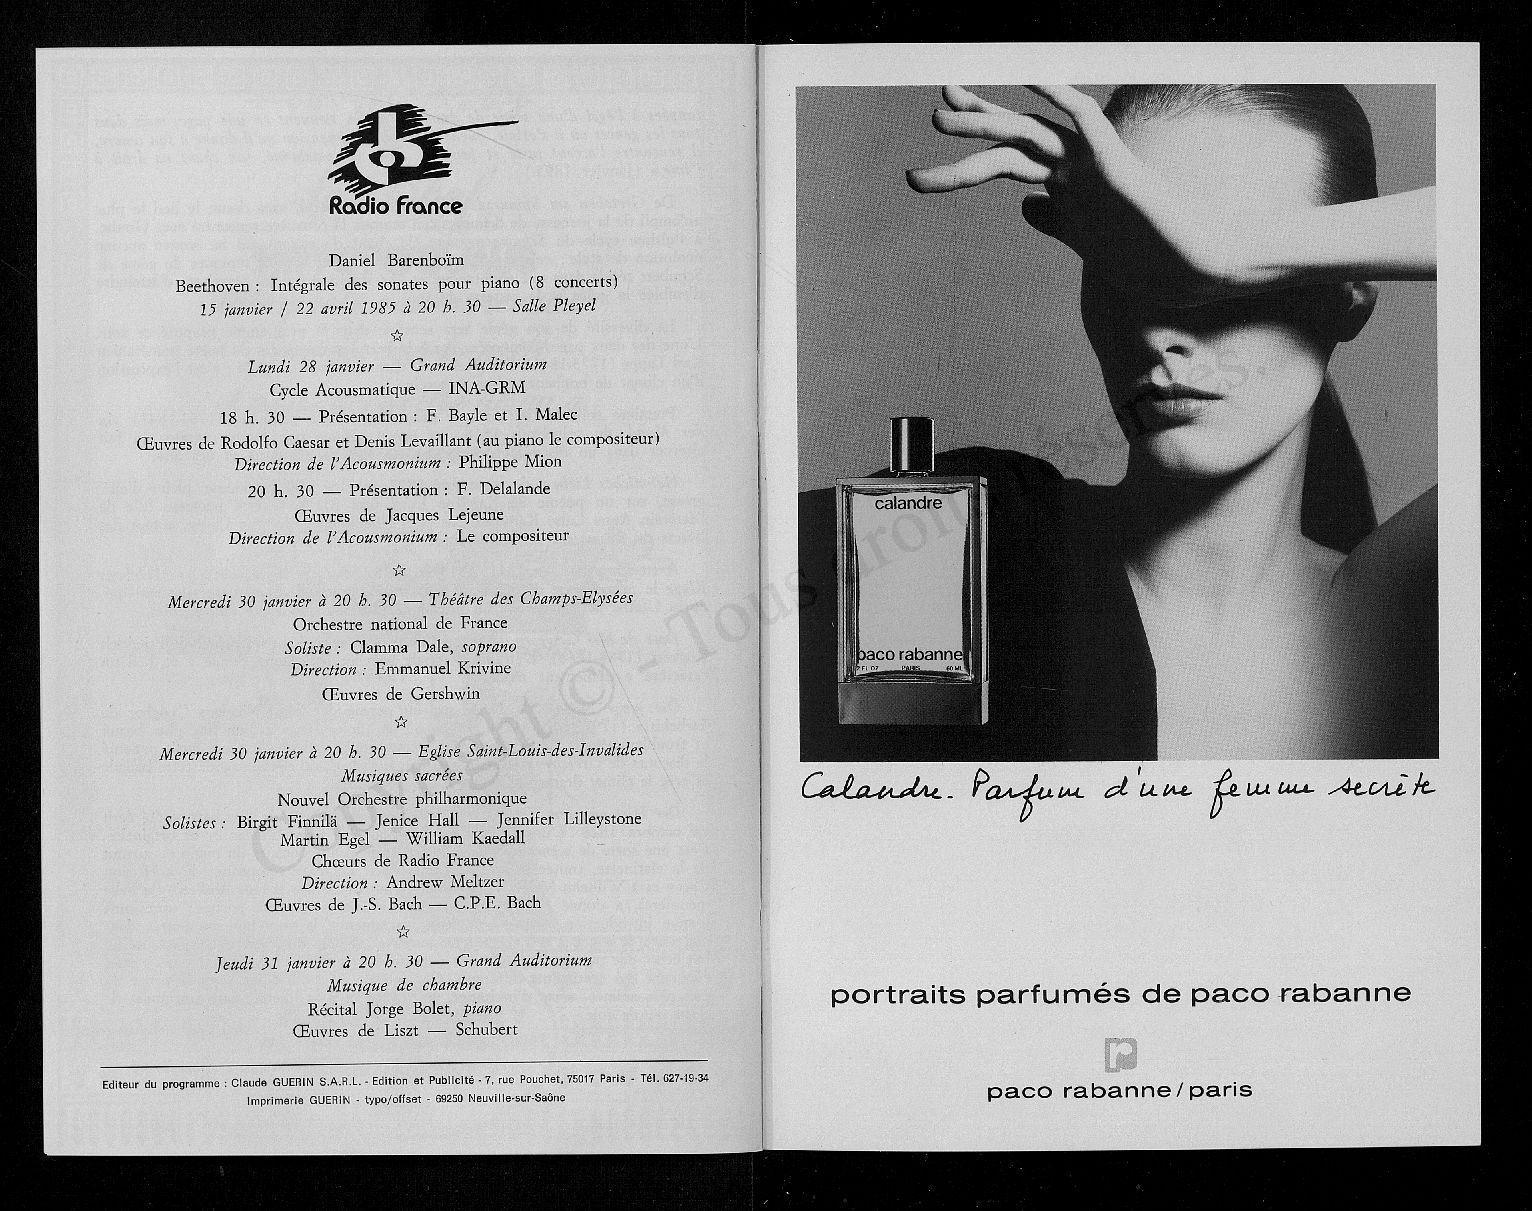 Radio France
Daniel Barenboïm
Beethoven : Intégrale des sonates pour piano (8 concerts)
15 janvier / 22 avril 1985 à 20 h. 30 — Salle Pleyel
☆
Lundi 28 janvier — Grand Auditorium
Cycle Acousmatique — INA-GRM
18 h. 30 — Présentation : F. Bayle et I. Malec
Œuvres de Rodolfo Caesar et Denis Levaillant (au piano le compositeur)
Direction de l'Acousmonium : Philippe Mion
20 h. 30 — Présentation : F. Delalande
Œuvres de Jacques Lejeune
Direction de l'Acousmonium : Le compositeur
☆
Mercredi 30 janvier à 20 h. 30 — Théâtre des Champs-Elysées
Orchestre national de France
Soliste : Clamma Dale, soprano
Direction : Emmanuel Krivine
Œuvres de Gershwin
☆
Mercredi 30 janvier à 20 h. 30 — Eglise Saint-Louis-des-Invalides
Musiques sacrées
Nouvel Orchestre philharmonique
Solistes : Birgit Finnilä — Jenice Hall — Jennifer Lilleystone
Martin Egel — William Kaedall
Chœurs de Radio France
Direction : Andrew Meltzer
Œuvres de J.-S. Bach — C.P.E. Bach
☆
Jeudi 31 janvier à 20 h. 30 — Grand Auditorium
Musique de chambre
Récital Jorge Bolet, piano
Œuvres de Liszt — Schubert
Editeur du programme : Claude GUERIN S.A.R.L. - Edition et Publicité - 7, rue Pouchet, 75017 Paris - Tél. 627-19-34
Imprimerie GUERIN - typo/offset - 69250 Neuville-sur-Saône
calandre
paco rabanne
2 FL OZ PARIS 60 ML
Calandre. Parfum d'une femme secrète
portraits parfumés de paco rabanne
paco rabanne / paris
Copyright © - Tous droits